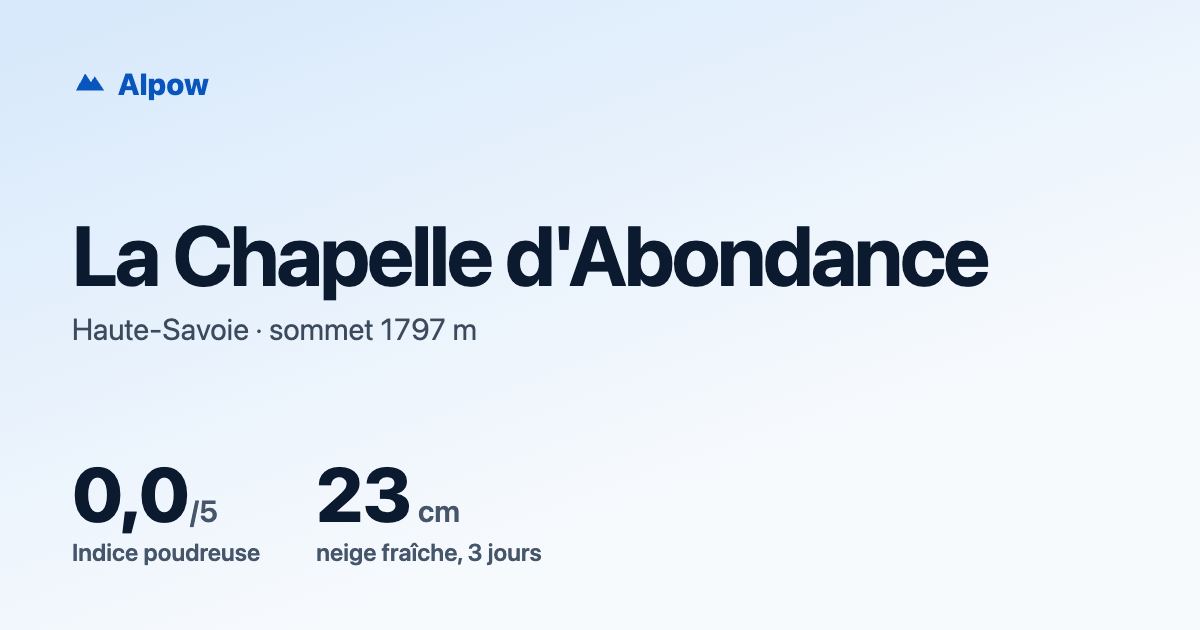 Alpow
La Chapelle d'Abondance
Haute-Savoie · sommet 1797 m
0,0/5 23 cm
Indice poudreuse neige fraîche, 3 jours